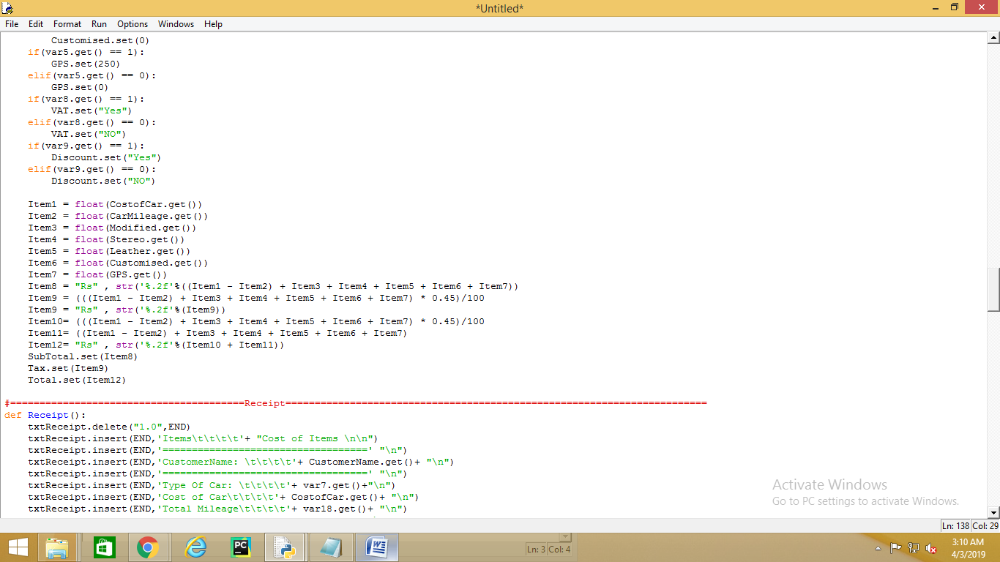 *Untitled*
File Edit Format Run Options Windows Help
        Customised.set(0)
    if(var5.get() == 1):
        GPS.set(250)
    elif(var5.get() == 0):
        GPS.set(0)
    if(var8.get() == 1):
        VAT.set("Yes")
    elif(var8.get() == 0):
        VAT.set("NO")
    if(var9.get() == 1):
        Discount.set("Yes")
    elif(var9.get() == 0):
        Discount.set("NO")

    Item1 = float(CostofCar.get())
    Item2 = float(CarMileage.get())
    Item3 = float(Modified.get())
    Item4 = float(Stereo.get())
    Item5 = float(Leather.get())
    Item6 = float(Customised.get())
    Item7 = float(GPS.get())
    Item8 = "Rs" , str('%.2f'%((Item1 - Item2) + Item3 + Item4 + Item5 + Item6 + Item7))
    Item9 = (((Item1 - Item2) + Item3 + Item4 + Item5 + Item6 + Item7) * 0.45)/100
    Item9 = "Rs" , str('%.2f'%(Item9))
    Item10= (((Item1 - Item2) + Item3 + Item4 + Item5 + Item6 + Item7) * 0.45)/100
    Item11= ((Item1 - Item2) + Item3 + Item4 + Item5 + Item6 + Item7)
    Item12= "Rs" , str('%.2f'%(Item10 + Item11))
    SubTotal.set(Item8)
    Tax.set(Item9)
    Total.set(Item12)

#========================================Receipt========================================================================
def Receipt():
    txtReceipt.delete("1.0",END)
    txtReceipt.insert(END,'Items\t\t\t\t'+ "Cost of Items \n\n")
    txtReceipt.insert(END,'===================================' "\n")
    txtReceipt.insert(END,'CustomerName: \t\t\t\t'+ CustomerName.get()+ "\n")
    txtReceipt.insert(END,'===================================' "\n")
    txtReceipt.insert(END,'Type Of Car: \t\t\t\t'+ var7.get()+"\n")
    txtReceipt.insert(END,'Cost of Car\t\t\t\t'+ CostofCar.get()+ "\n")
    txtReceipt.insert(END,'Total Mileage\t\t\t\t'+ var18.get()+ "\n")
Activate Windows
Go to PC settings to activate Windows.
Ln: 138 Col: 29
PC
Ln: 3 Col: 4
3:10 AM
4/3/2019